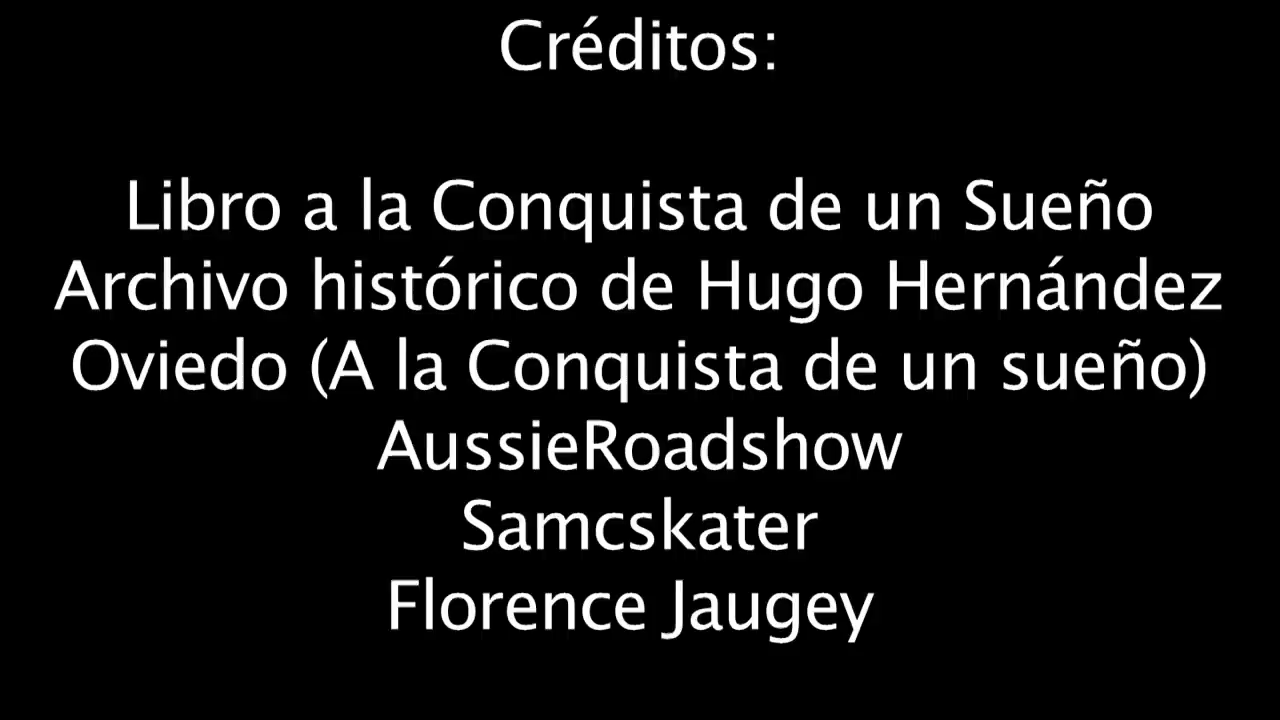 Créditos:
Libro a la Conquista de un Sueño
Archivo histórico de Hugo Hernández
Oviedo (A la Conquista de un sueño)
AussieRoadshow
Samcskater
Florence Jaugey